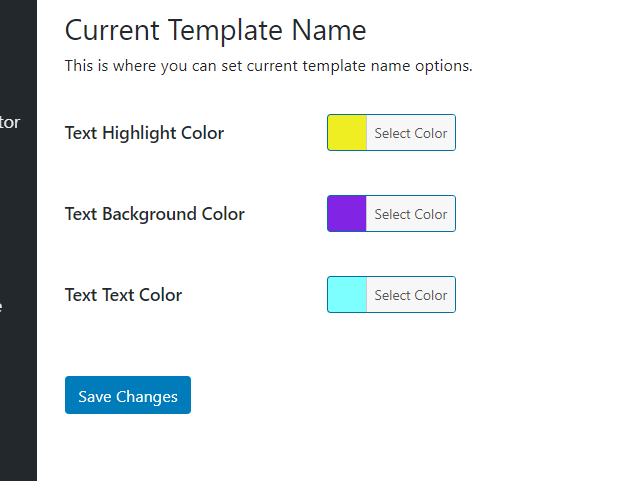 Current Template Name
This is where you can set current template name options.
tor
Text Highlight Color Select Color
Text Background Color Select Color
e
Text Text Color Select Color
Save Changes